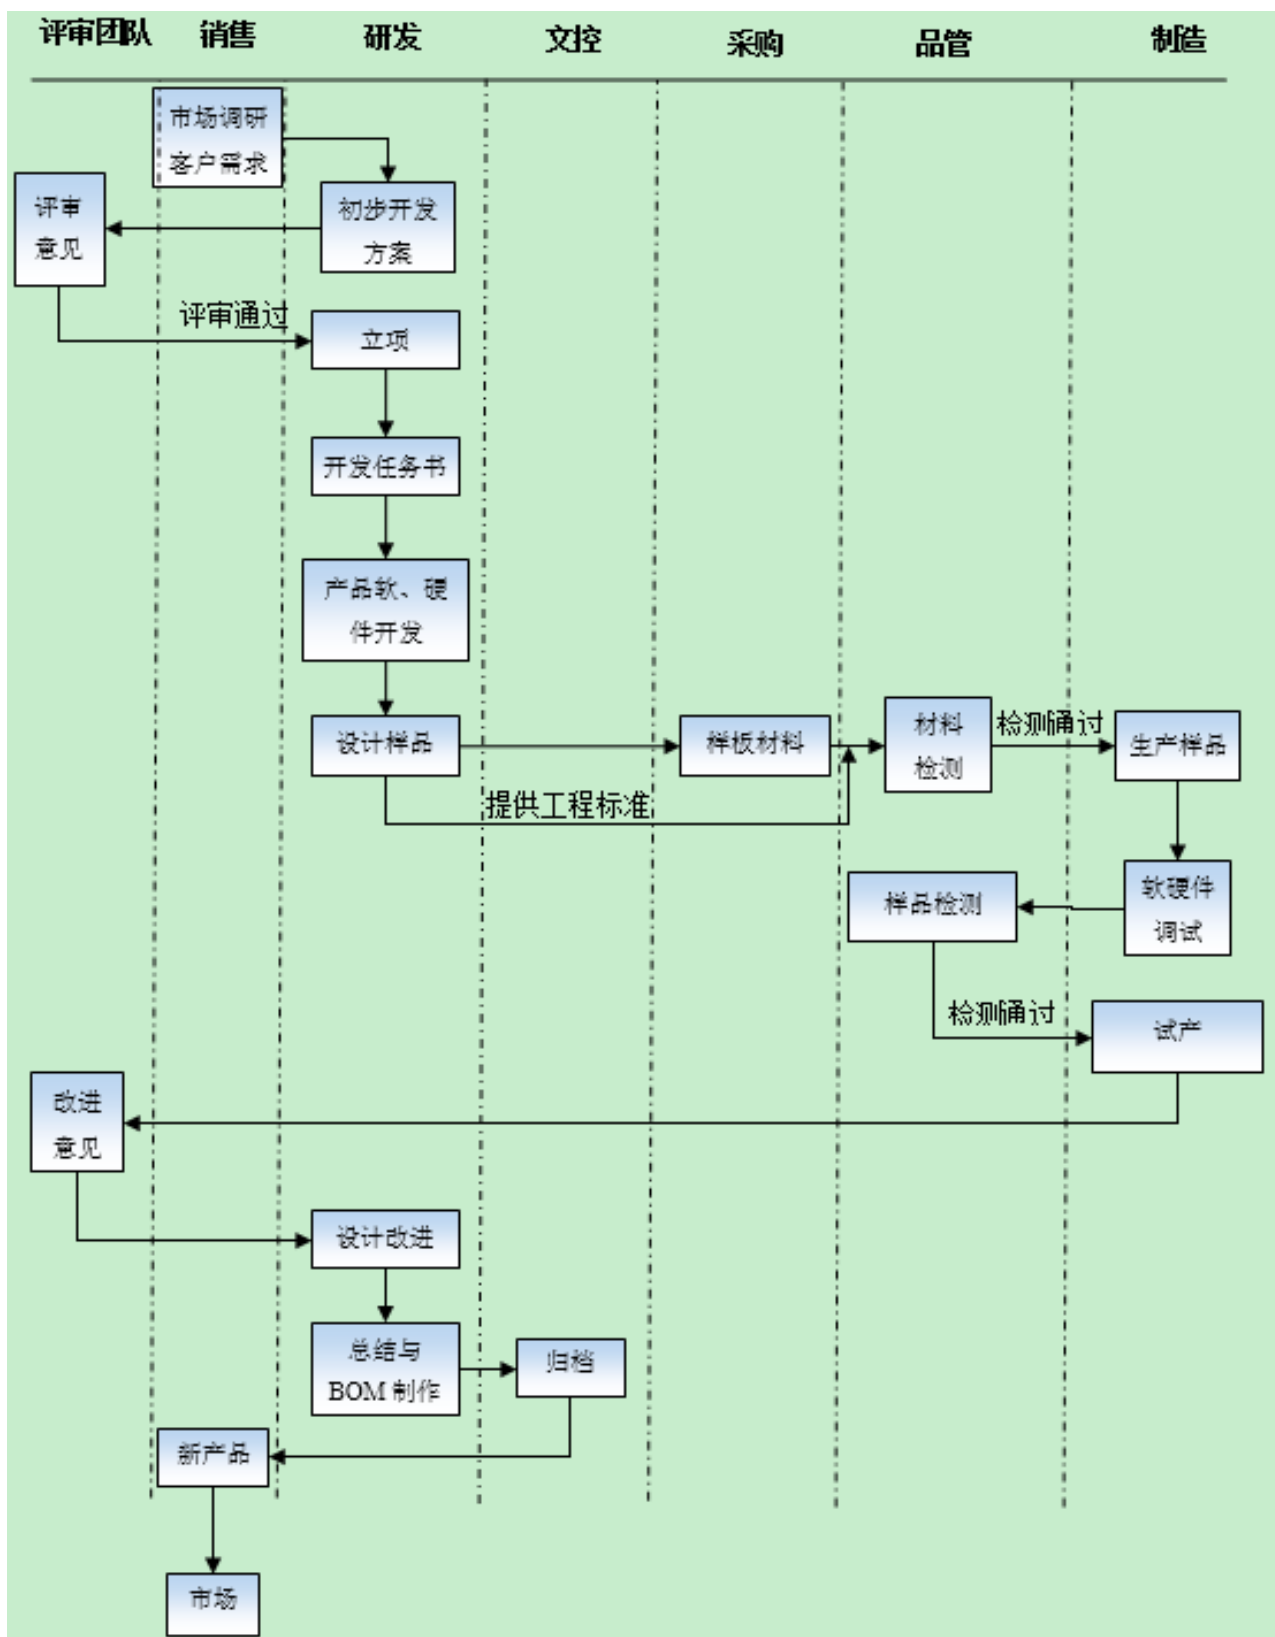 评审团队 销售 研发 文控 采购 品管 制造
市场调研
客户需求
评审
意见
初步开发
方案
评审通过
立项
开发任务书
产品软、硬
件开发
设计样品
样板材料
材料
检测
检测通过
生产样品
提供工程标准
样品检测
软硬件
调试
检测通过
试产
改进
意见
设计改进
总结与
BOM 制作
归档
新产品
市场